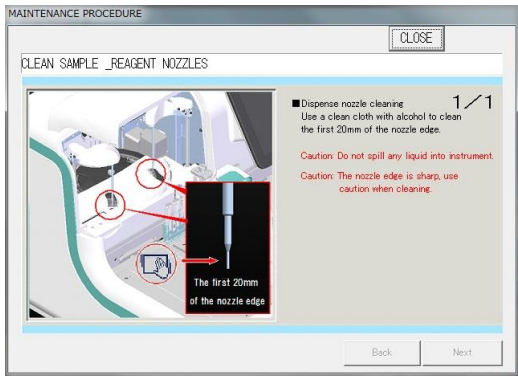 MAINTENANCE PROCEDURE
CLOSE
CLEAN SAMPLE _REAGENT NOZZLES
■Dispense nozzle cleaning 1/1
Use a clean cloth with alcohol to clean
the first 20mm of the nozzle edge.
Caution: Do not spill any liquid into instrument.
Caution: The nozzle edge is sharp, use
caution when cleaning.
The first 20mm
of the nozzle edge
Back Next